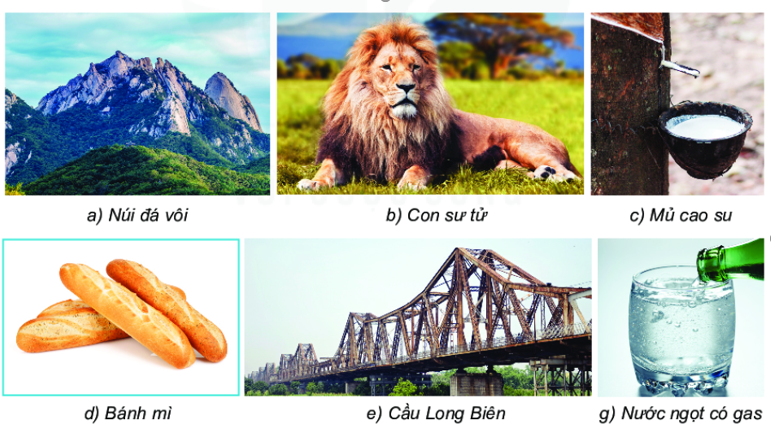 a) Núi đá vôi
b) Con sư tử
c) Mủ cao su
d) Bánh mì
e) Cầu Long Biên
g) Nước ngọt có gas